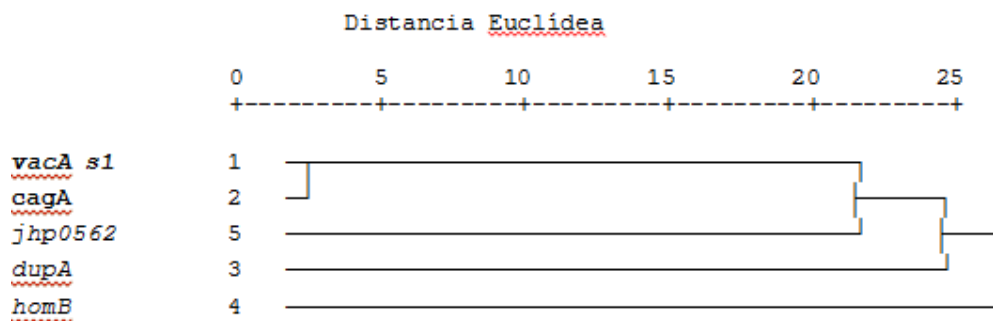 Distancia Euclídea
0 5 10 15 20 25
+---------+---------+---------+---------+---------+
vacA s1 1
cagA 2
jhp0562 5
dupA 3
homB 4